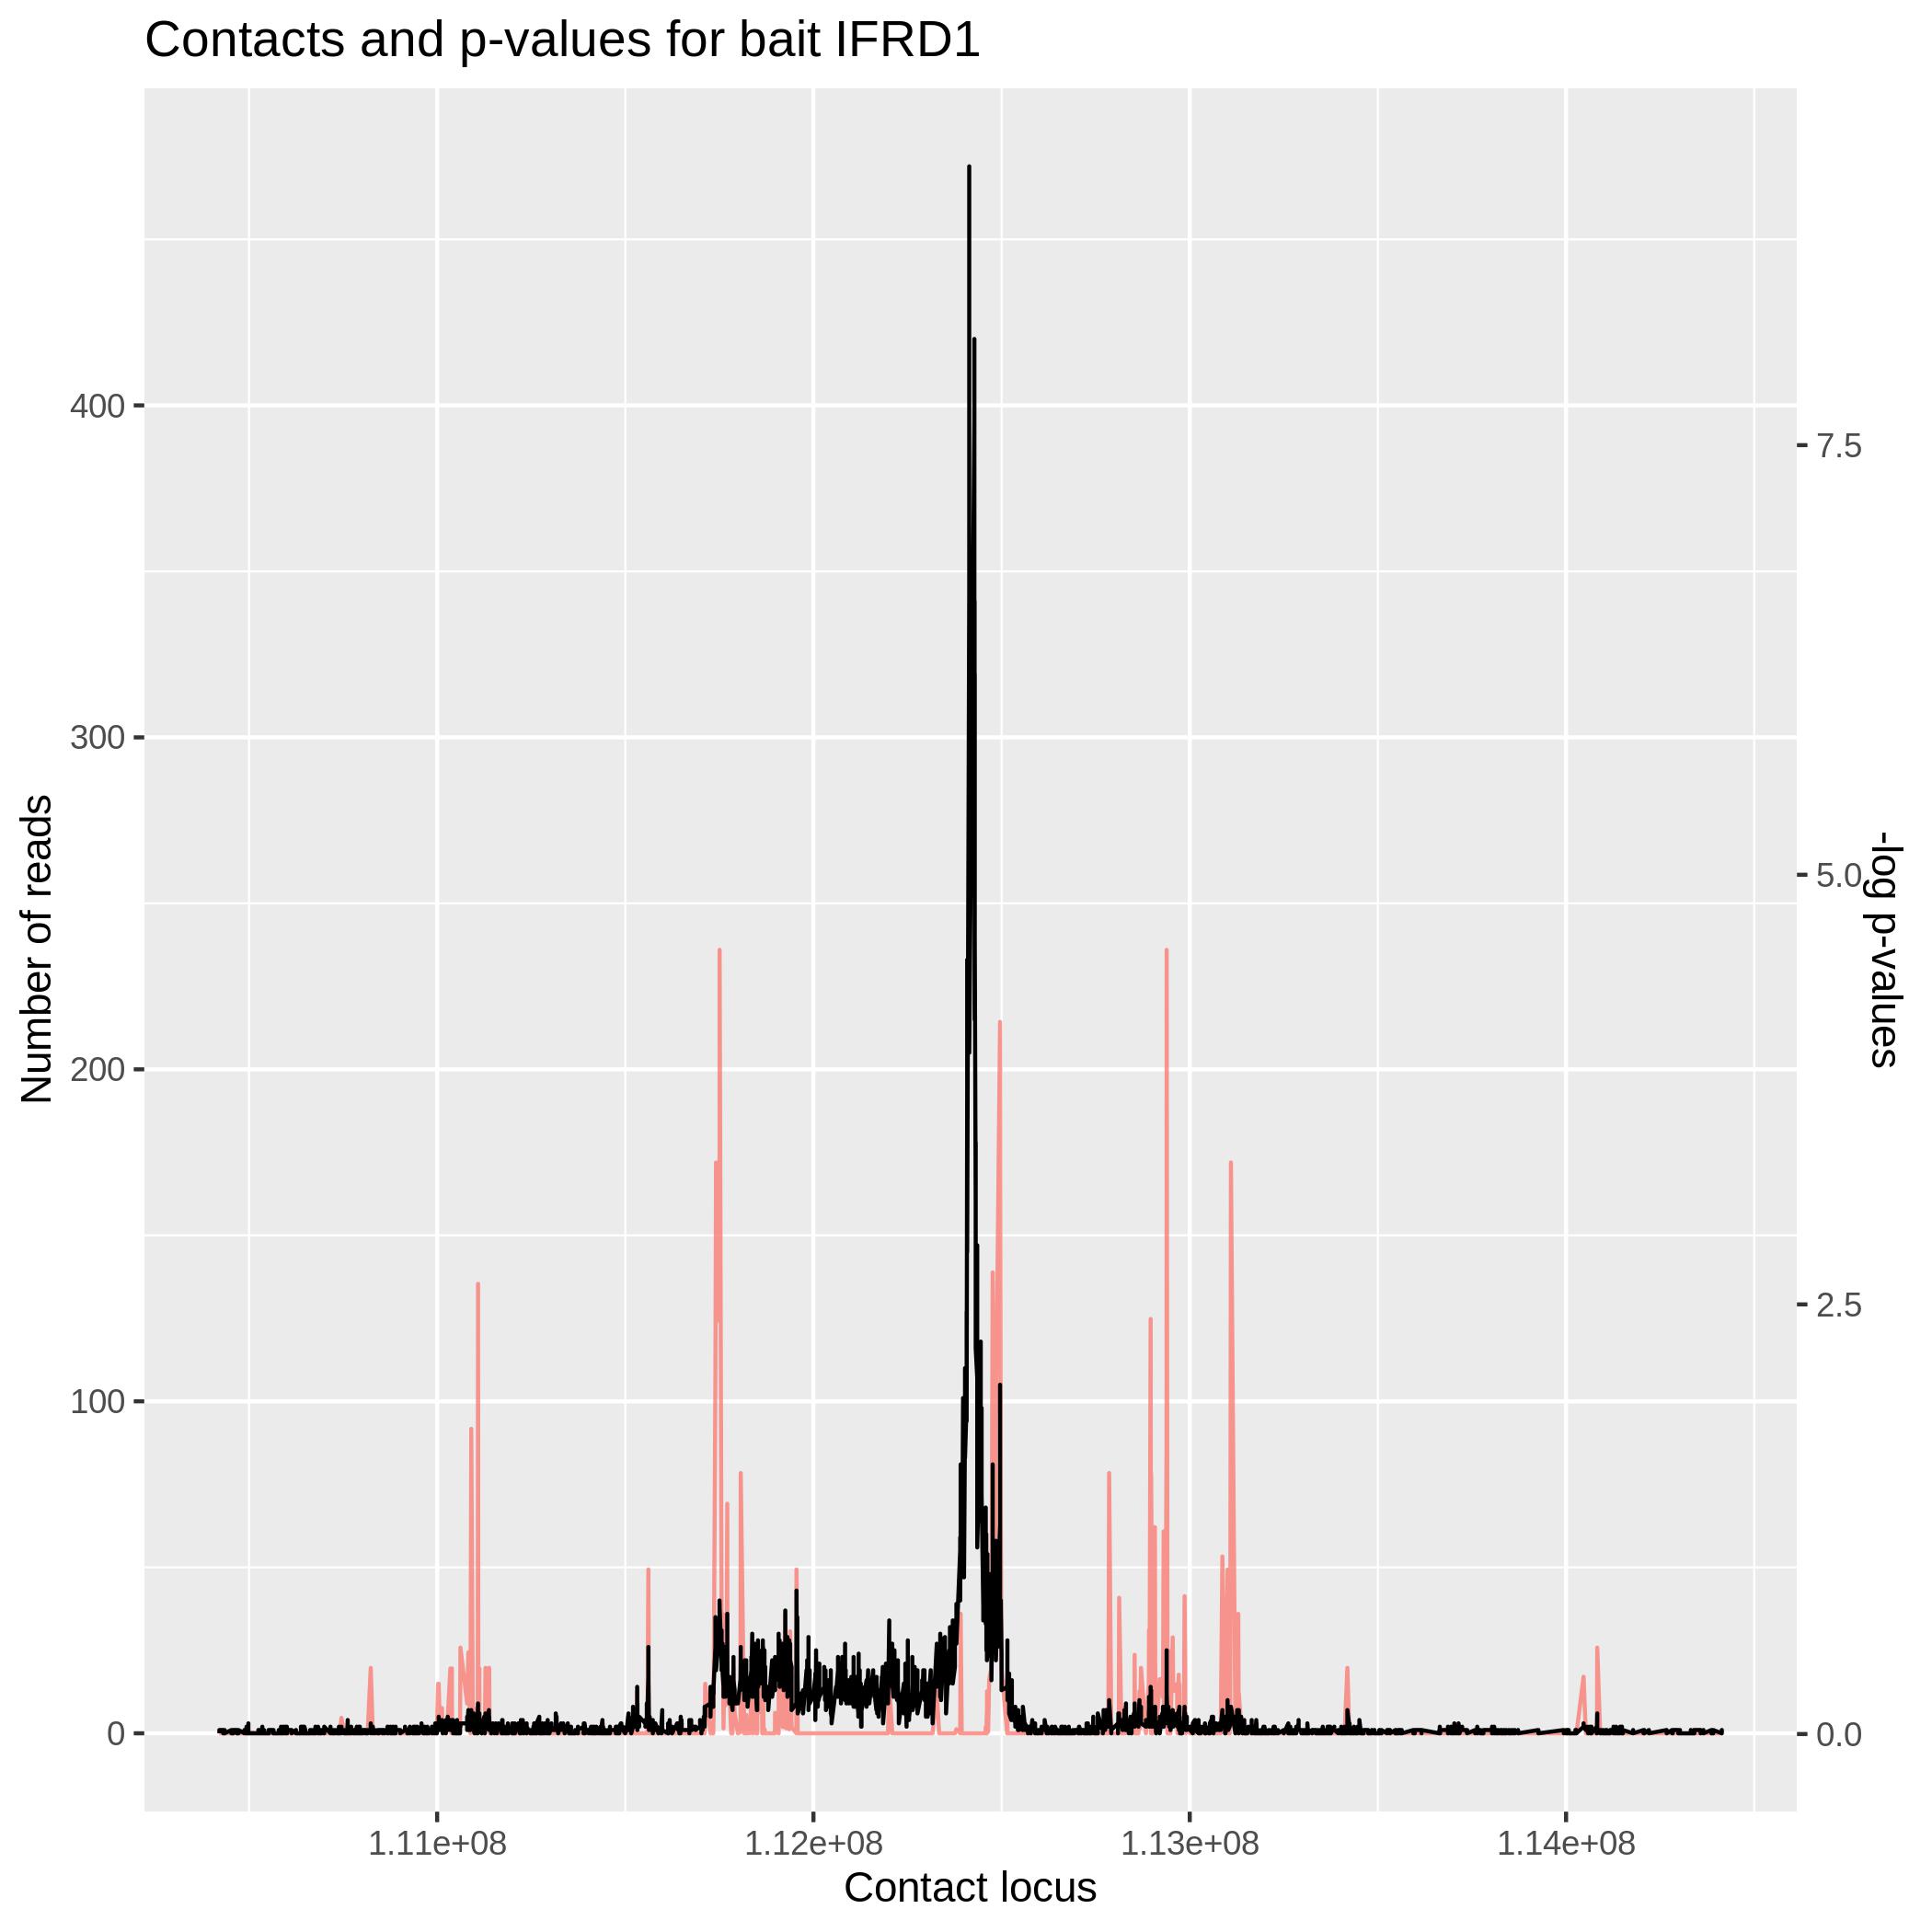 Contacts and p-values for bait IFRD1
Number of reads
400
300
200
100
0
7.5
5.0
2.5
0.0
-log p-values
1.11e+08
1.12e+08
1.13e+08
1.14e+08
Contact locus